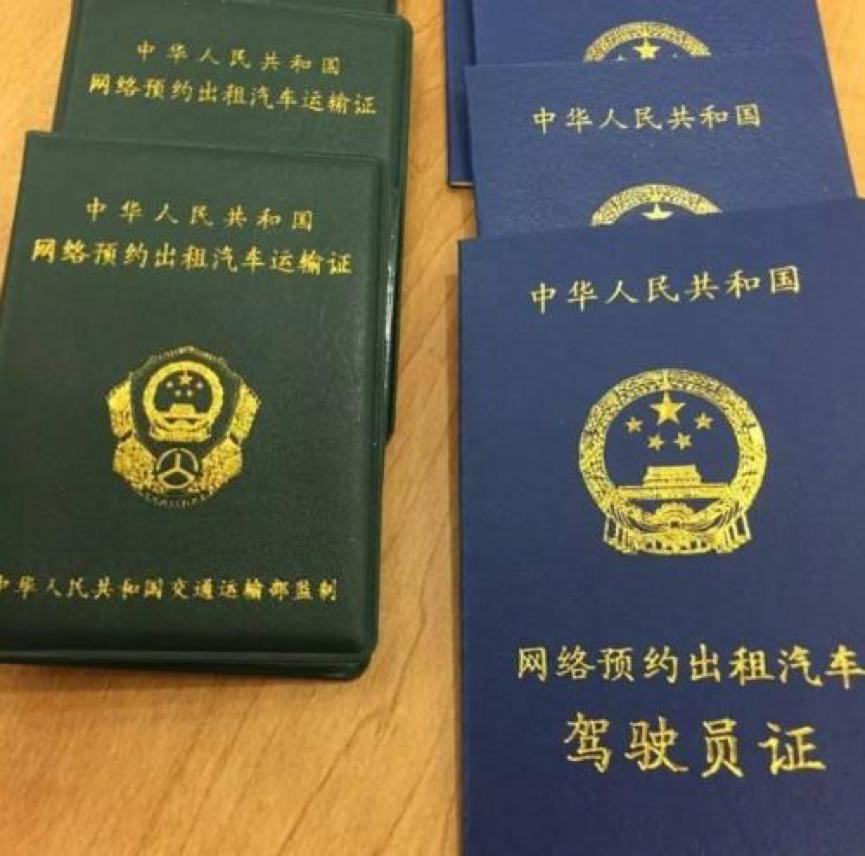 中华人民共和国
网络预约出租汽车运输证
中华人民共和国
网络预约出租汽车运输证
中华人民共和国交通运输部监制
中华人民共和国
中华人民共和国
网络预约出租汽车
驾驶员证